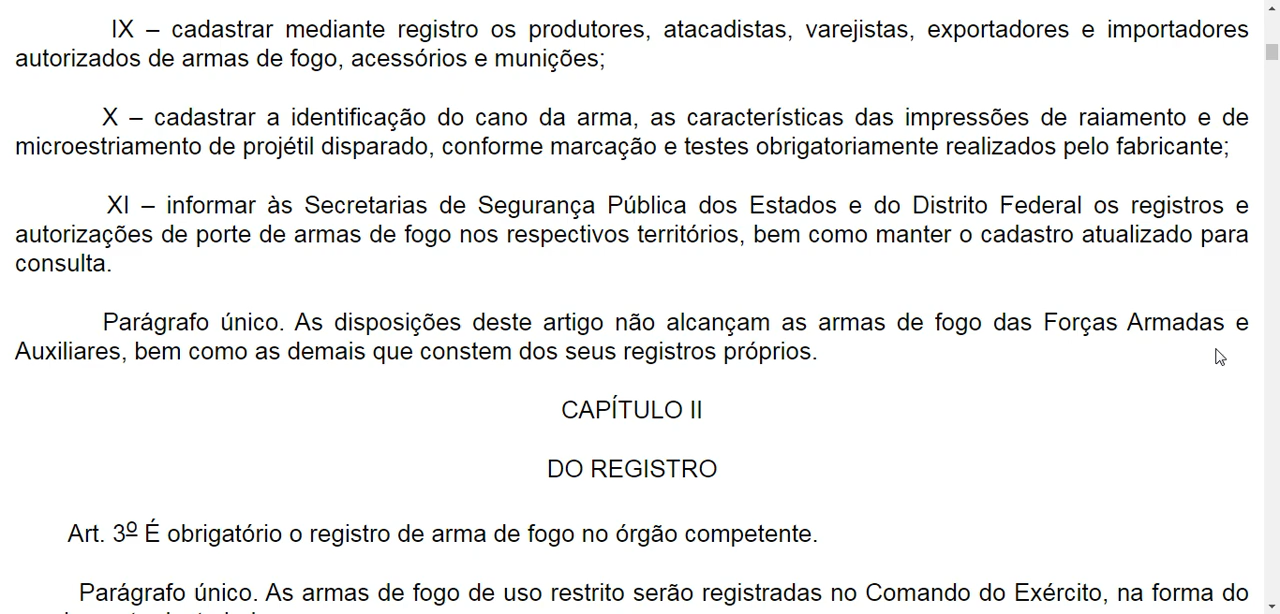 IX – cadastrar mediante registro os produtores, atacadistas, varejistas, exportadores e importadores
autorizados de armas de fogo, acessórios e munições;
X – cadastrar a identificação do cano da arma, as características das impressões de raiamento e de
microestriamento de projétil disparado, conforme marcação e testes obrigatoriamente realizados pelo fabricante;
XI – informar às Secretarias de Segurança Pública dos Estados e do Distrito Federal os registros e
autorizações de porte de armas de fogo nos respectivos territórios, bem como manter o cadastro atualizado para
consulta.
Parágrafo único. As disposições deste artigo não alcançam as armas de fogo das Forças Armadas e
Auxiliares, bem como as demais que constem dos seus registros próprios.
CAPÍTULO II
DO REGISTRO
Art. 3º É obrigatório o registro de arma de fogo no órgão competente.
Parágrafo único. As armas de fogo de uso restrito serão registradas no Comando do Exército, na forma do